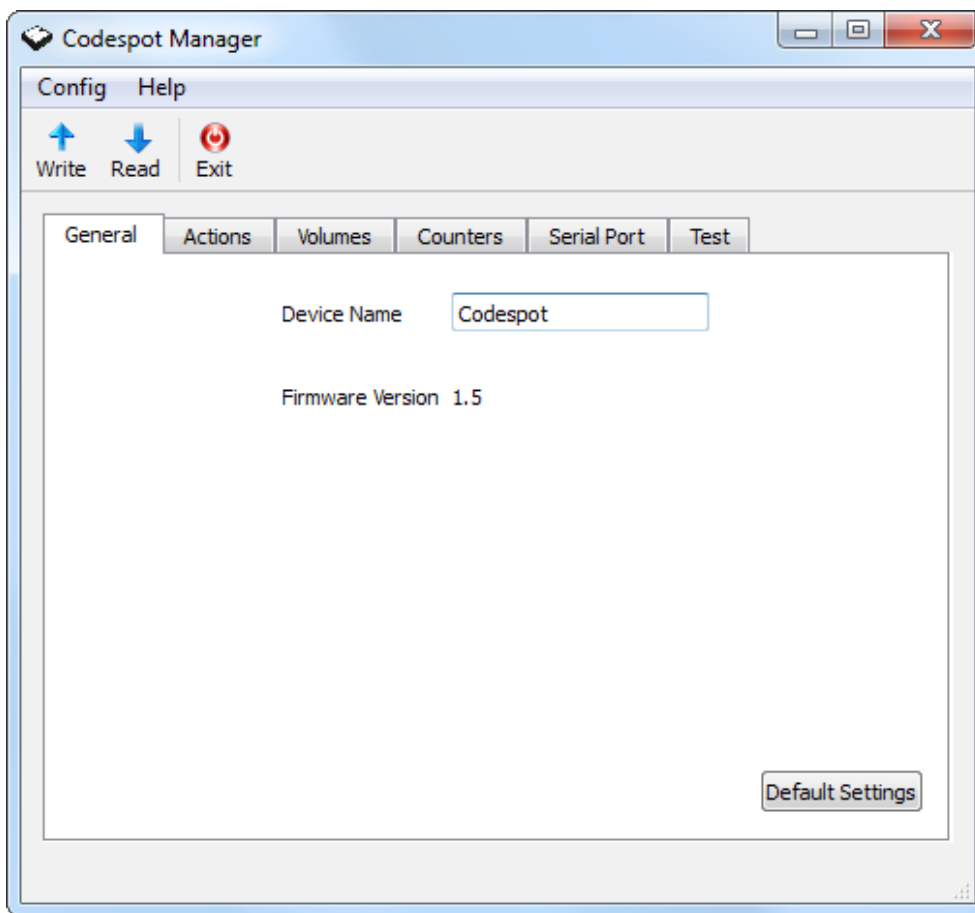 Codespot Manager
Config Help
Write Read Exit
General Actions Volumes Counters Serial Port Test
Device Name Codespot
Firmware Version 1.5
Default Settings